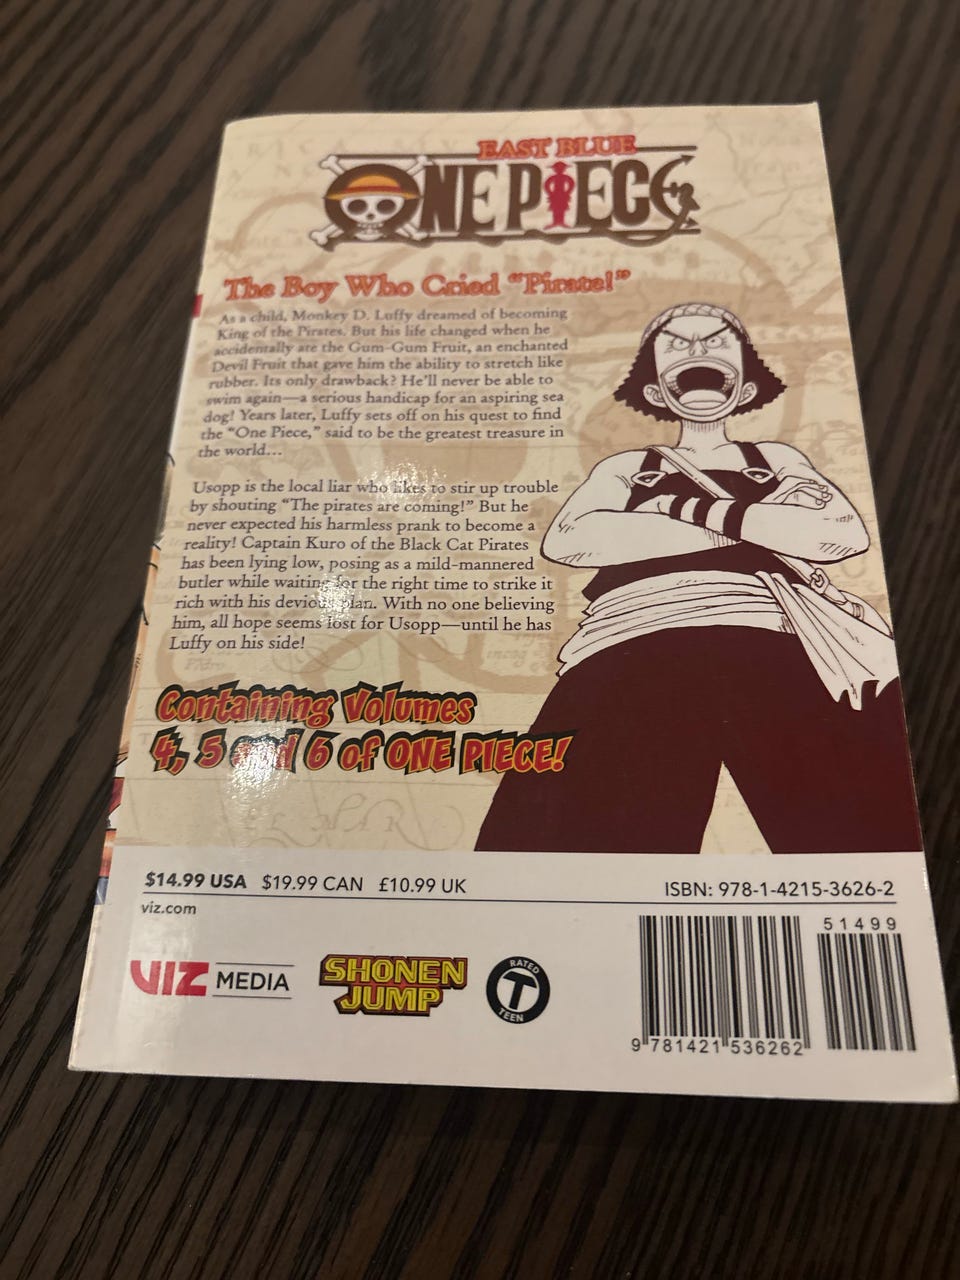 EAST BLUE
ONE PIECE
The Boy Who Cried "Pirate!"
As a child, Monkey D. Luffy dreamed of becoming
King of the Pirates. But his life changed when he
accidentally ate the Gum-Gum Fruit, an enchanted
Devil Fruit that gave him the ability to stretch like
rubber. Its only drawback? He'll never be able to
swim again—a serious handicap for an aspiring sea
dog! Years later, Luffy sets off on his quest to find
the "One Piece," said to be the greatest treasure in
the world...
Usopp is the local liar who likes to stir up trouble
by shouting "The pirates are coming!" But he
never expected his harmless prank to become a
reality! Captain Kuro of the Black Cat Pirates
has been lying low, posing as a mild-mannered
butler while waiting for the right time to strike it
rich with his devious plan. With no one believing
him, all hope seems lost for Usopp—until he has
Luffy on his side!
Containing Volumes
4, 5 and 6 of ONE PIECE!
$14.99 USA $19.99 CAN £10.99 UK
ISBN: 978-1-4215-3626-2
viz.com
51499
VIZ MEDIA
SHONEN
JUMP
RATED
T
TEEN
9 781421 536262